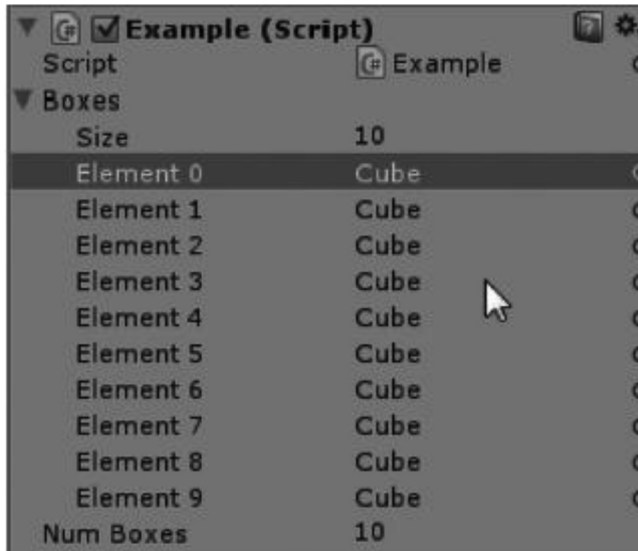 Example (Script)
Script Example
Boxes
Size 10
Element 0 Cube
Element 1 Cube
Element 2 Cube
Element 3 Cube
Element 4 Cube
Element 5 Cube
Element 6 Cube
Element 7 Cube
Element 8 Cube
Element 9 Cube
Num Boxes 10